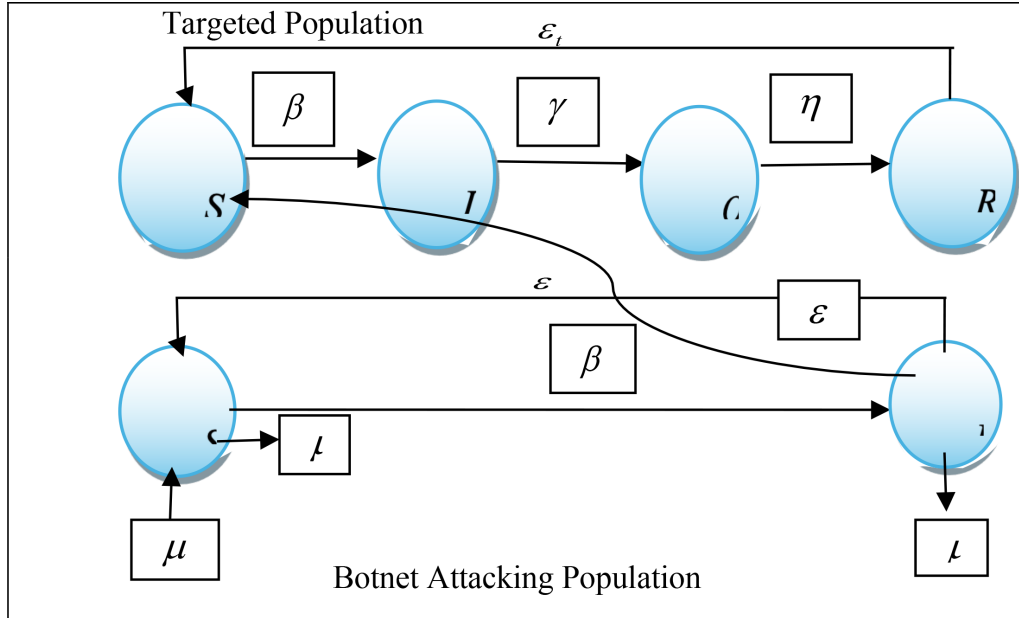 Targeted Population
ε_t
β
γ
η
S
I
R
ε
ε
β
μ
Botnet Attacking Population